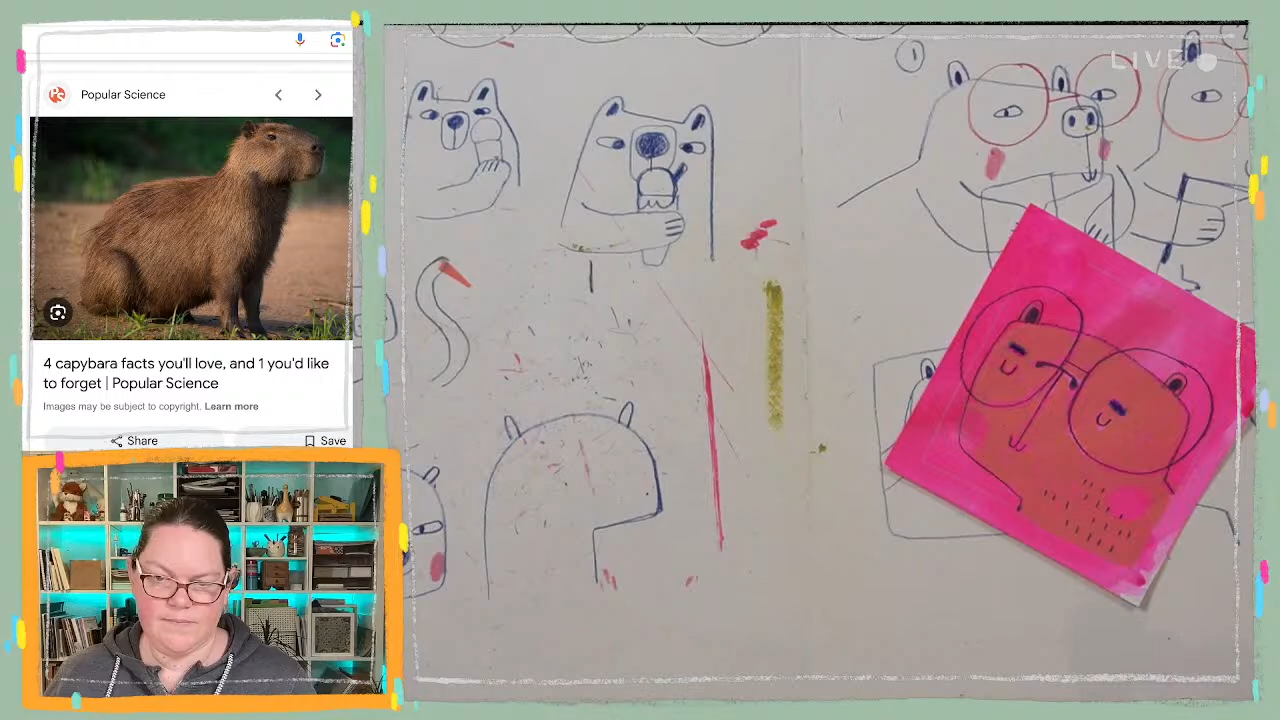 Popular Science
4 capybara facts you'll love, and 1 you'd like
to forget | Popular Science
Images may be subject to copyright. Learn more
Share
Save
LIVE
1